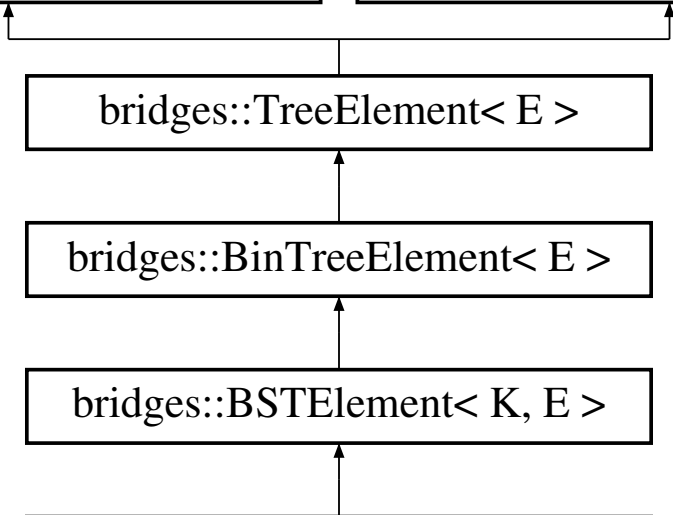 bridges::TreeElement< E >
bridges::BinTreeElement< E >
bridges::BSTElement< K, E >